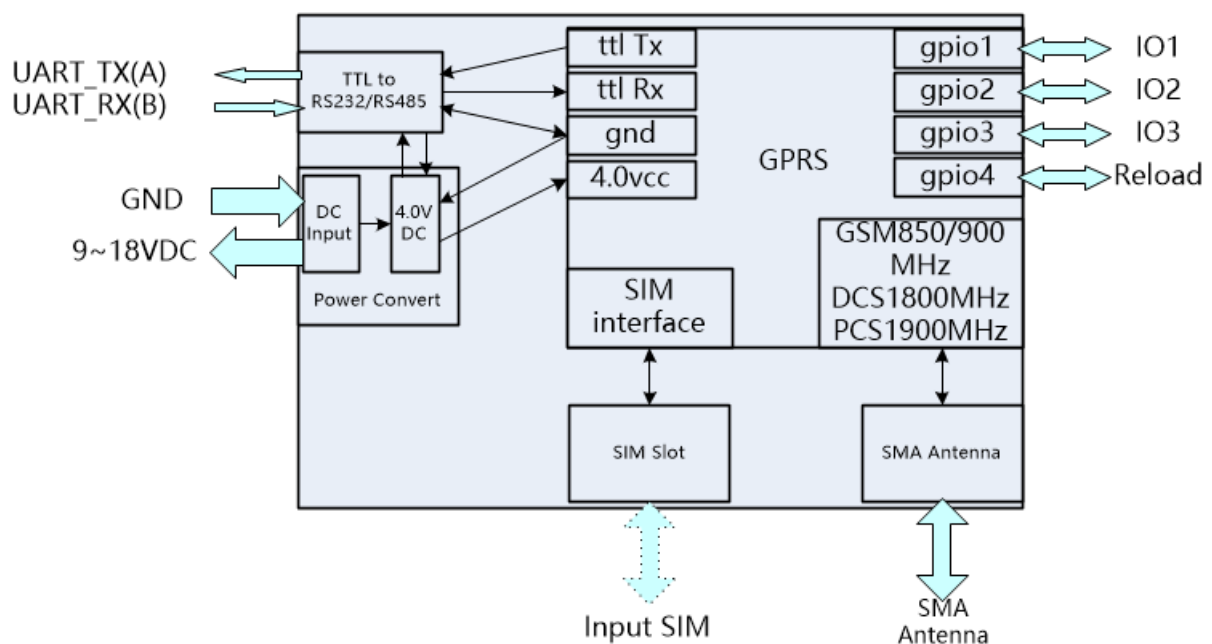 UART_TX(A)
UART_RX(B)
GND
9~18VDC
TTL to
RS232/RS485
DC
Input
4.0V
DC
Power Convert
ttl Tx
ttl Rx
gnd
4.0vcc
GPRS
gpio1
gpio2
gpio3
gpio4
IO1
IO2
IO3
Reload
SIM
interface
GSM850/900
MHz
DCS1800MHz
PCS1900MHz
SIM Slot
SMA Antenna
Input SIM
SMA
Antenna